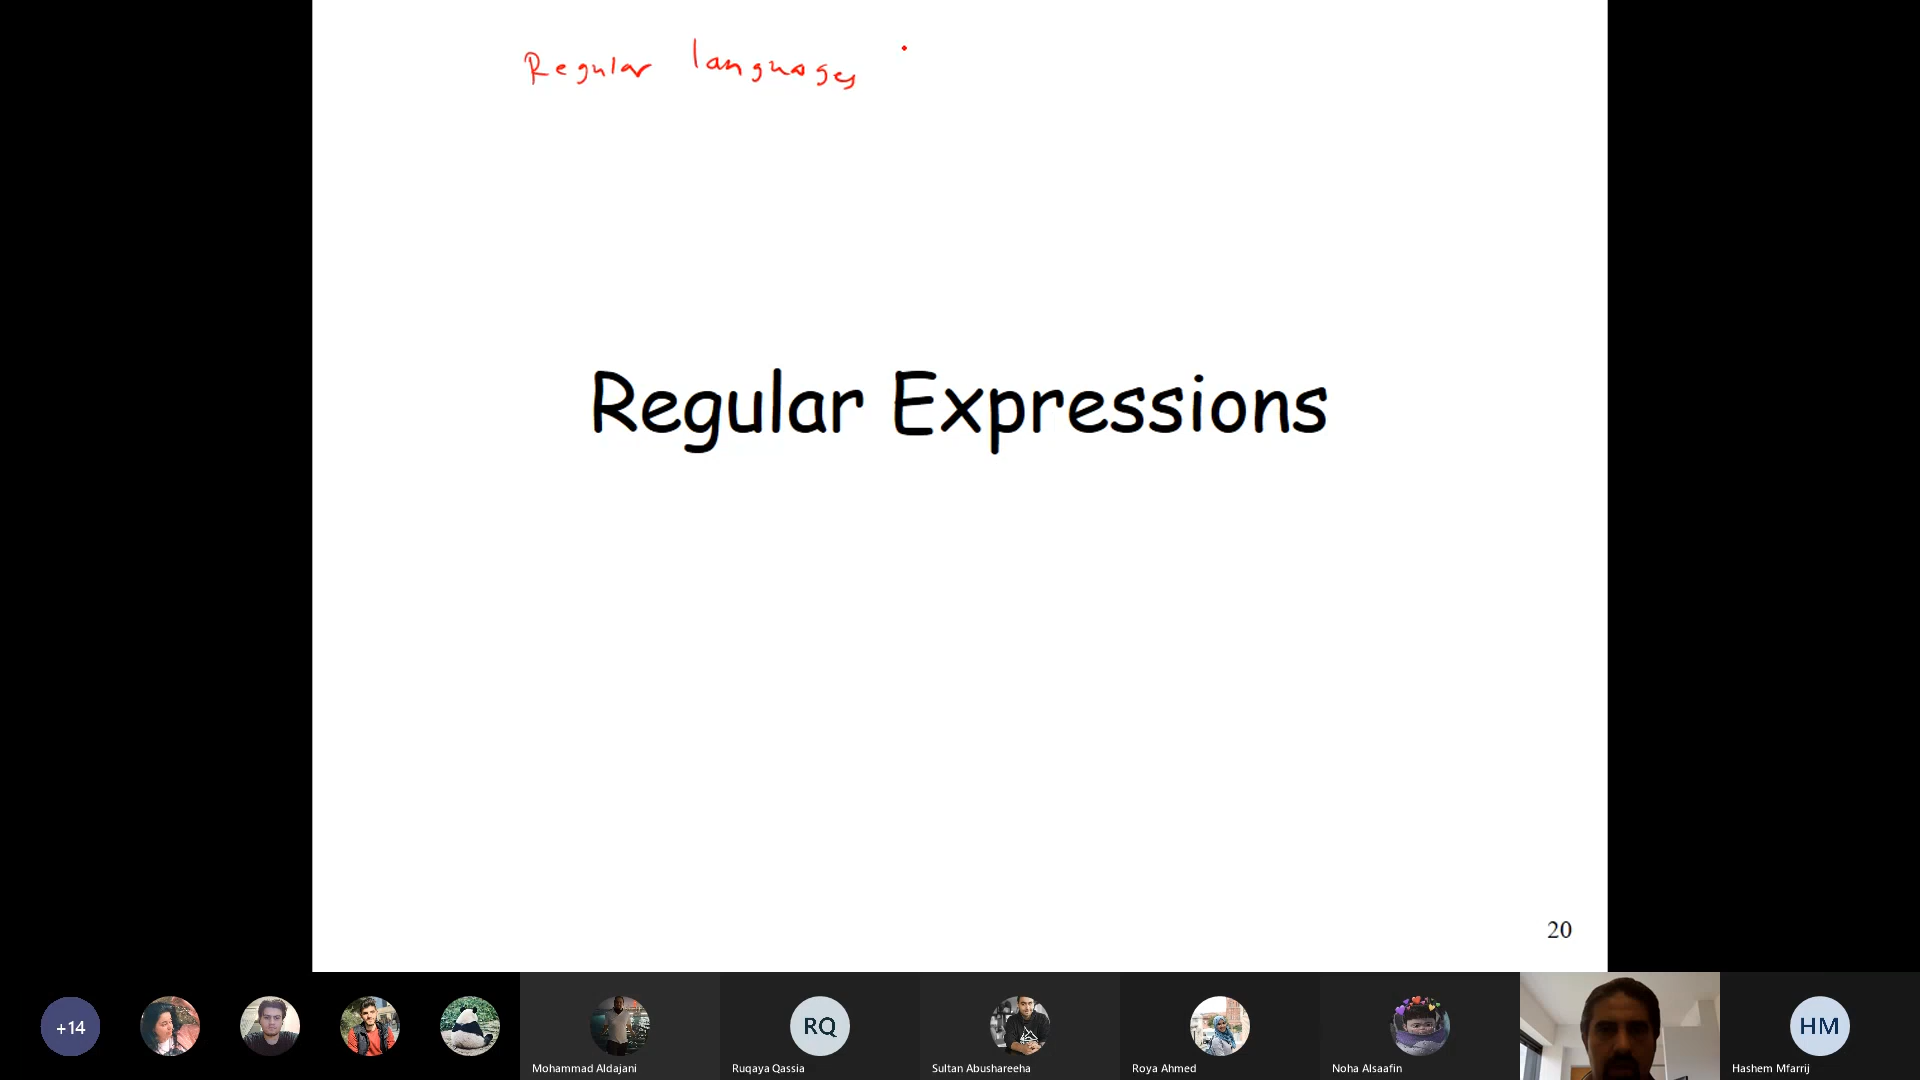 Regular languages
Regular Expressions
20
+14
RQ
HM
Mohammad Aldajani
Ruqaya Qassia
Sultan Abushareeha
Roya Ahmed
Noha Alsaafin
Hashem Mfarrij